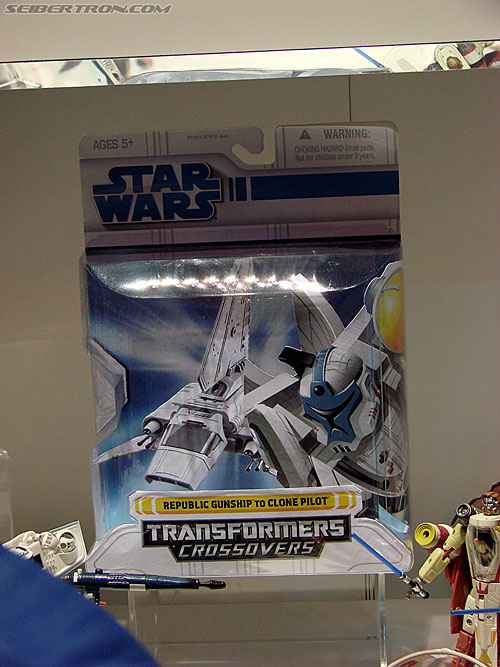 SEIBERTRON.COM
AGES 5+
WARNING:
CHOKING HAZARD-Small parts.
Not for children under 3 years.
STAR
WARS
REPUBLIC GUNSHIP TO CLONE PILOT
TRANSFORMERS
CROSSOVERS